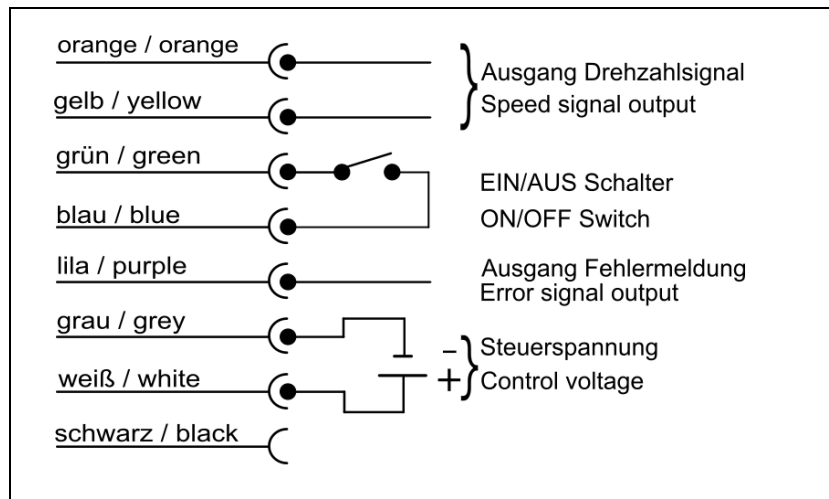 orange / orange
gelb / yellow
Ausgang Drehzahlsignal
Speed signal output
grün / green
blau / blue
EIN/AUS Schalter
ON/OFF Switch
lila / purple
Ausgang Fehlermeldung
Error signal output
grau / grey
weiß / white
–
+
Steuerspannung
Control voltage
schwarz / black